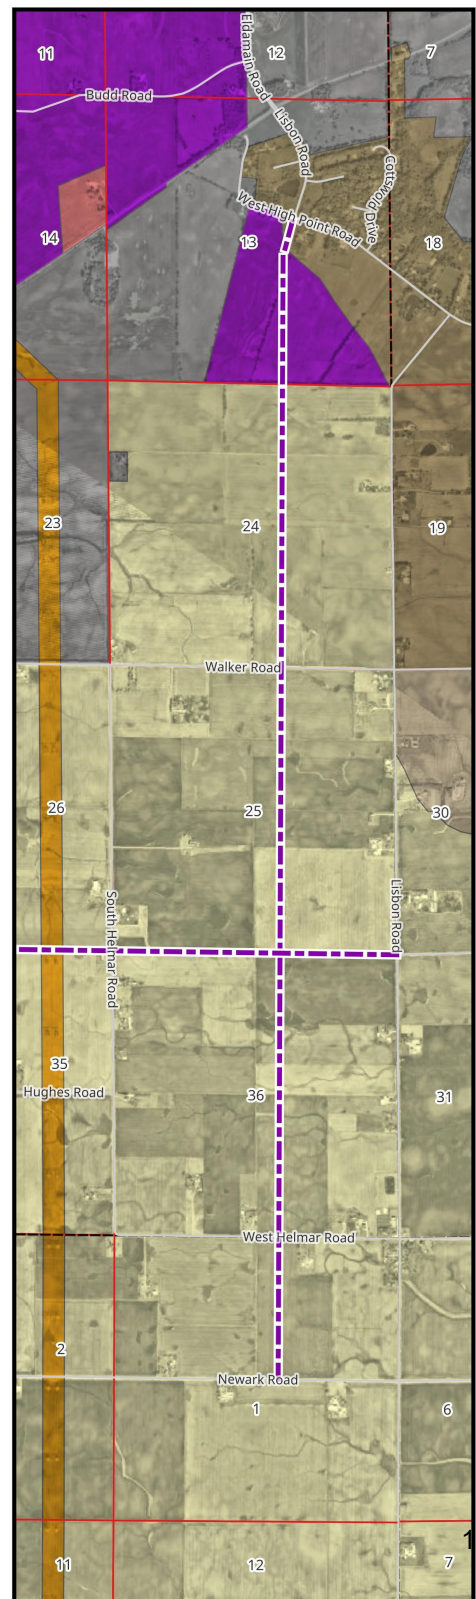 11
12
7
Eldamain Road
Budd Road
Lisbon Road
Cottswold Drive
West High Point Road
14
13
18
23
24
19
Walker Road
26
25
30
South Helmar Road
Lisbon Road
35
Hughes Road
36
31
West Helmar Road
2
Newark Road
1
6
1
11
12
7